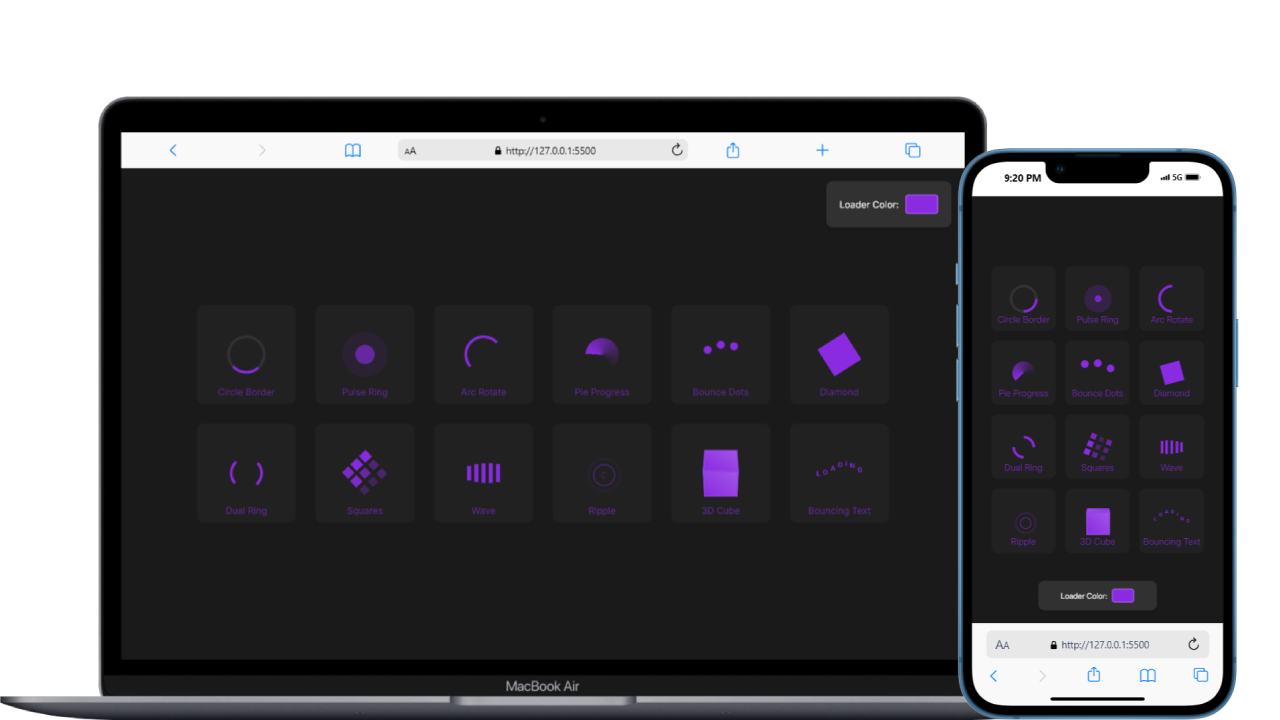 AA http://127.0.0.1:5500
Loader Color:
Circle Border Pulse Ring Arc Rotate Pie Progress Bounce Dots Diamond
LOADING
Dual Ring Squares Wave Ripple 3D Cube Bouncing Text
MacBook Air
9:20 PM 5G
Circle Border Pulse Ring Arc Rotate
Pie Progress Bounce Dots Diamond
Dual Ring Squares Wave
LOADING
Ripple 3D Cube Bouncing Text
Loader Color:
AA http://127.0.0.1:5500